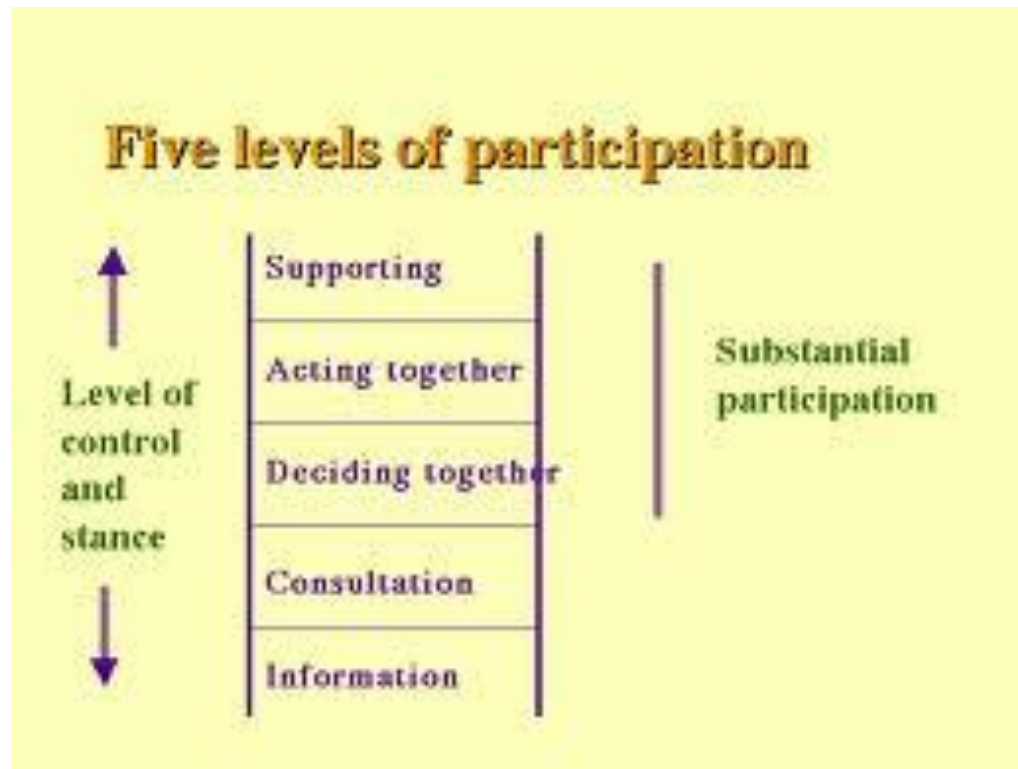 Five levels of participation
Supporting
Acting together
Deciding together
Consultation
Information
Level of
control
and
stance
Substantial
participation